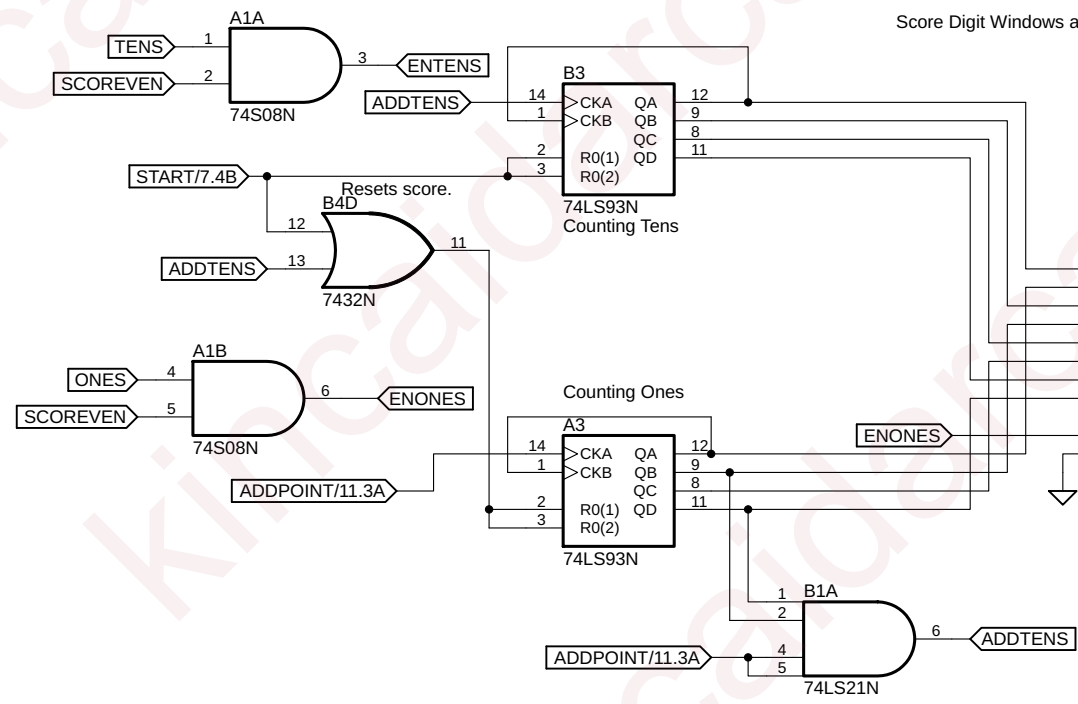 Score Digit Windows a
A1A
TENS
1
SCOREVEN
2
3
ENTENS
74S08N
B3
ADDTENS
14
CKA
QA
12
1
CKB
QB
9
QC
8
2
R0(1)
QD
11
3
R0(2)
74LS93N
Counting Tens
START/7.4B
Resets score.
B4D
12
11
ADDTENS
13
7432N
A1B
ONES
4
SCOREVEN
5
6
ENONES
74S08N
Counting Ones
A3
14
CKA
QA
12
1
CKB
QB
9
QC
8
2
R0(1)
QD
11
3
R0(2)
74LS93N
ADDPOINT/11.3A
ENONES
B1A
1
2
ADDPOINT/11.3A
4
5
6
ADDTENS
74LS21N
kincaidarca